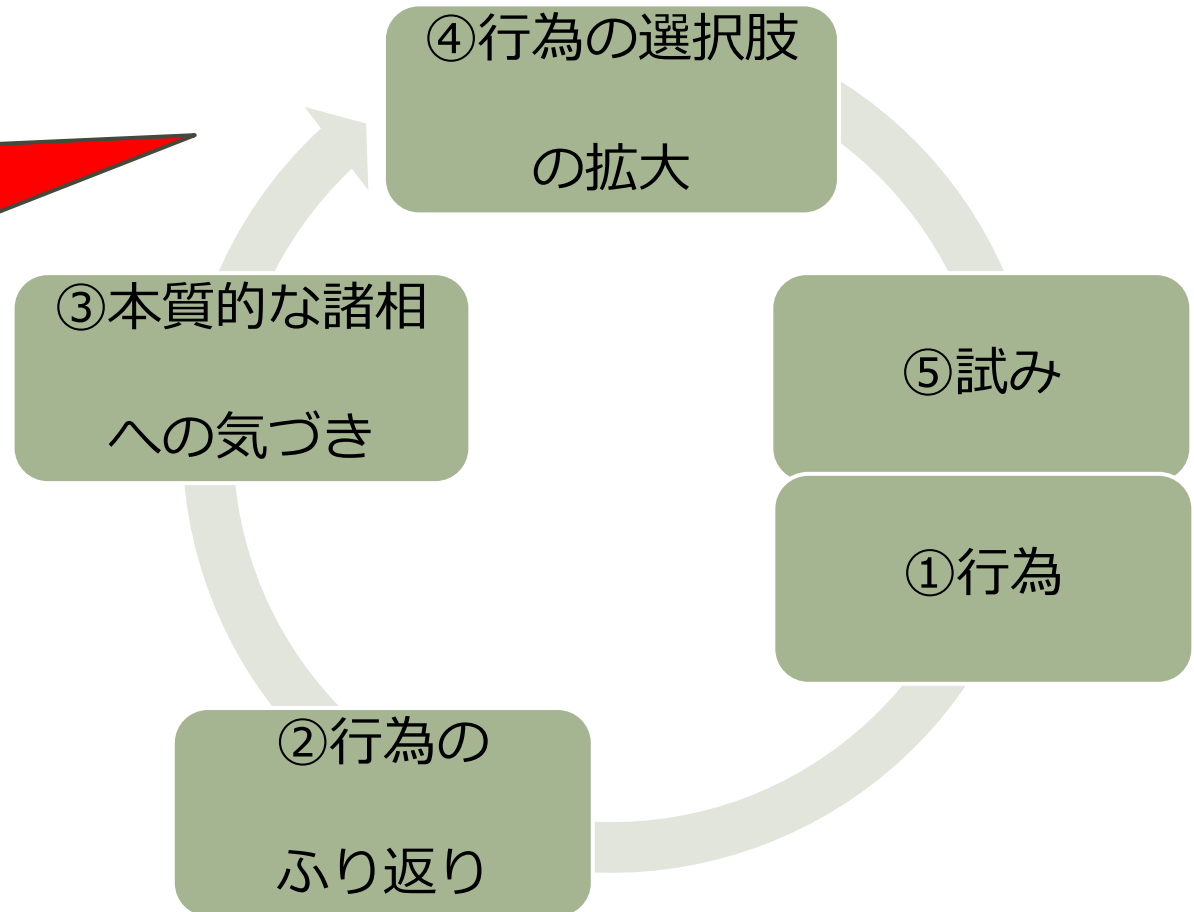 ④行為の選択肢
の拡大
③本質的な諸相
への気づき
⑤試み
①行為
②行為の
ふり返り